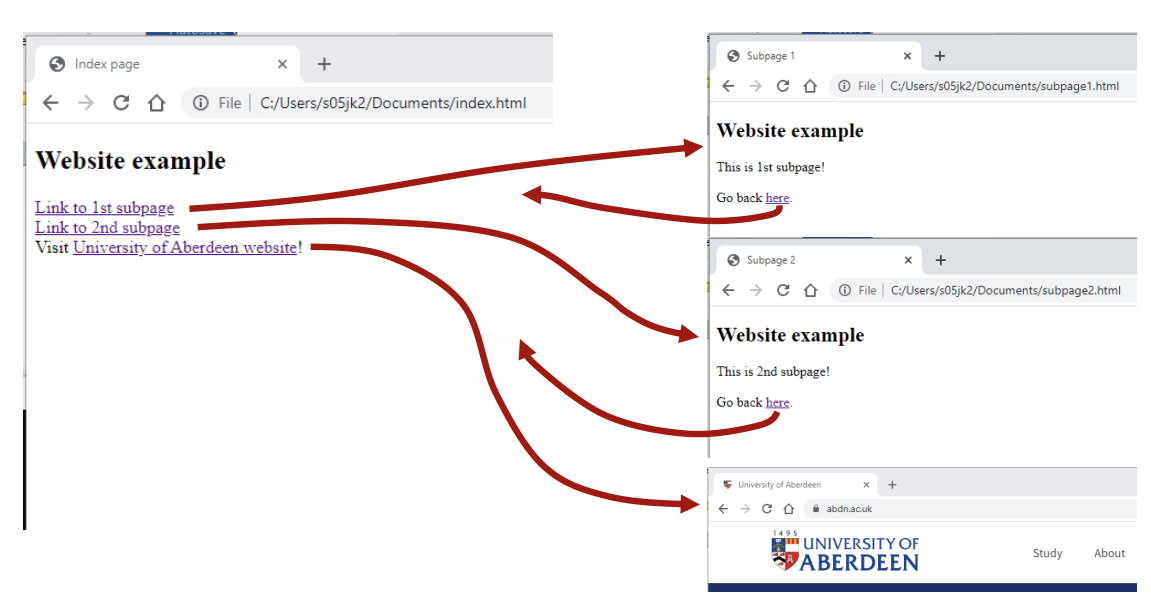 Index page
File C:/Users/s05jk2/Documents/index.html
Website example
Link to 1st subpage
Link to 2nd subpage
Visit University of Aberdeen website!
Subpage 1
File C:/Users/s05jk2/Documents/subpage1.html
Website example
This is 1st subpage!
Go back here.
Subpage 2
File C:/Users/s05jk2/Documents/subpage2.html
Website example
This is 2nd subpage!
Go back here.
University of Aberdeen
abdn.ac.uk
1495
UNIVERSITY OF
ABERDEEN
Study About